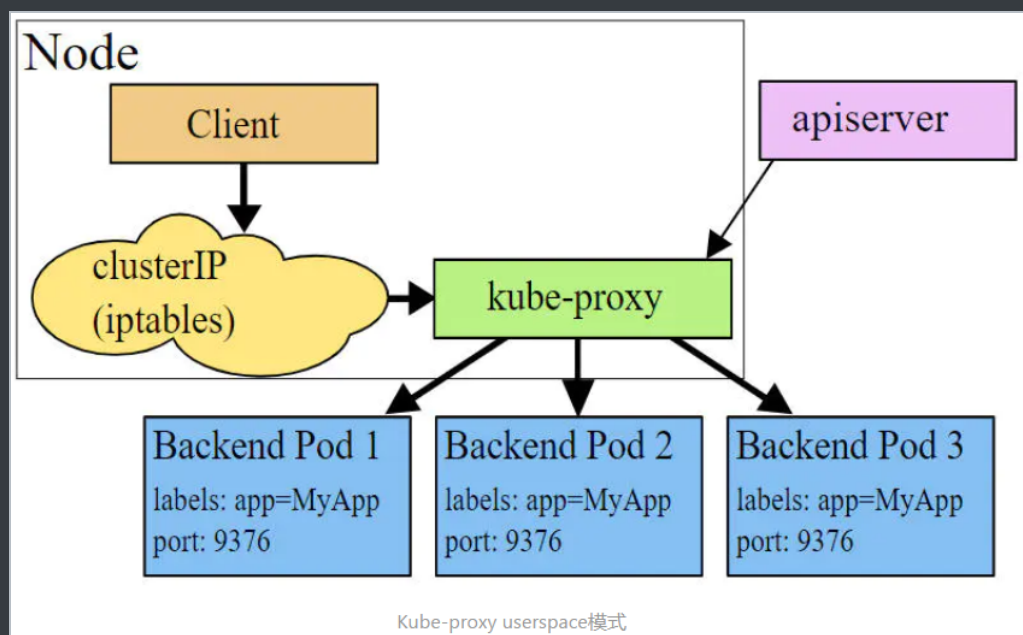 Node
Client
apiserver
clusterIP
(iptables)
kube-proxy
Backend Pod 1
labels: app=MyApp
port: 9376
Backend Pod 2
labels: app=MyApp
port: 9376
Backend Pod 3
labels: app=MyApp
port: 9376
Kube-proxy userspace模式